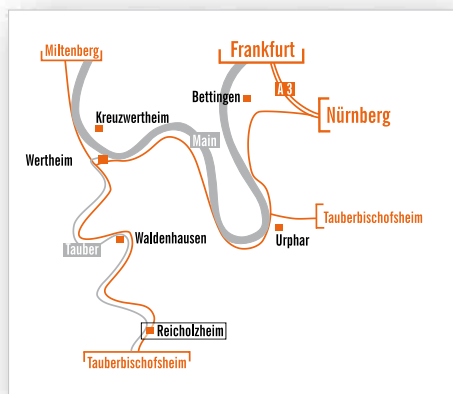 Miltenberg
Frankfurt
A 3
Bettingen
Nürnberg
Kreuzwertheim
Main
Wertheim
Tauberbischofsheim
Waldenhausen
Urphar
Tauber
Reicholzheim
Tauberbischofsheim